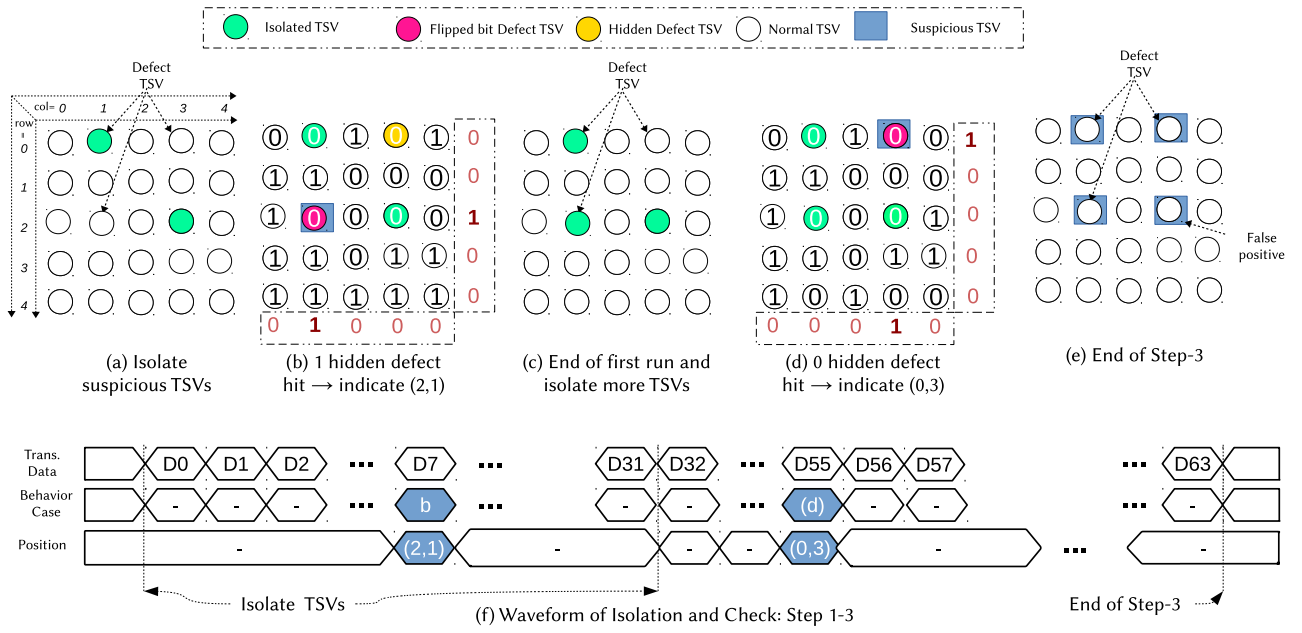 Isolated TSV Flipped bit Defect TSV Hidden Defect TSV Normal TSV Suspicious TSV
Defect
TSV
col= 0 1 2 3 4
row
=
0
1
2
3
4
(a) Isolate
suspicious TSVs
0 0 1 0 1 0
1 1 0 0 0 0
1 0 0 0 0 1
1 1 0 1 1 0
1 1 1 1 1 0
0 1 0 0 0
(b) 1 hidden defect
hit → indicate (2,1)
Defect
TSV
(c) End of first run and
isolate more TSVs
0 0 1 0 0 1
1 1 0 0 0 0
1 0 0 0 1 0
1 1 0 1 1 0
1 0 1 0 0 0
0 0 0 1 0
(d) 0 hidden defect
hit → indicate (0,3)
Defect
TSV
False
positive
(e) End of Step-3
Trans.
Data
D0 D1 D2 ... D7 ... D31 D32 ... D55 D56 D57 ... D63
Behavior
Case
- - - ... b ... - - ... (d) - - ... -
Position
- (2,1) - - - (0,3) - ... -
Isolate TSVs
End of Step-3
(f) Waveform of Isolation and Check: Step 1-3